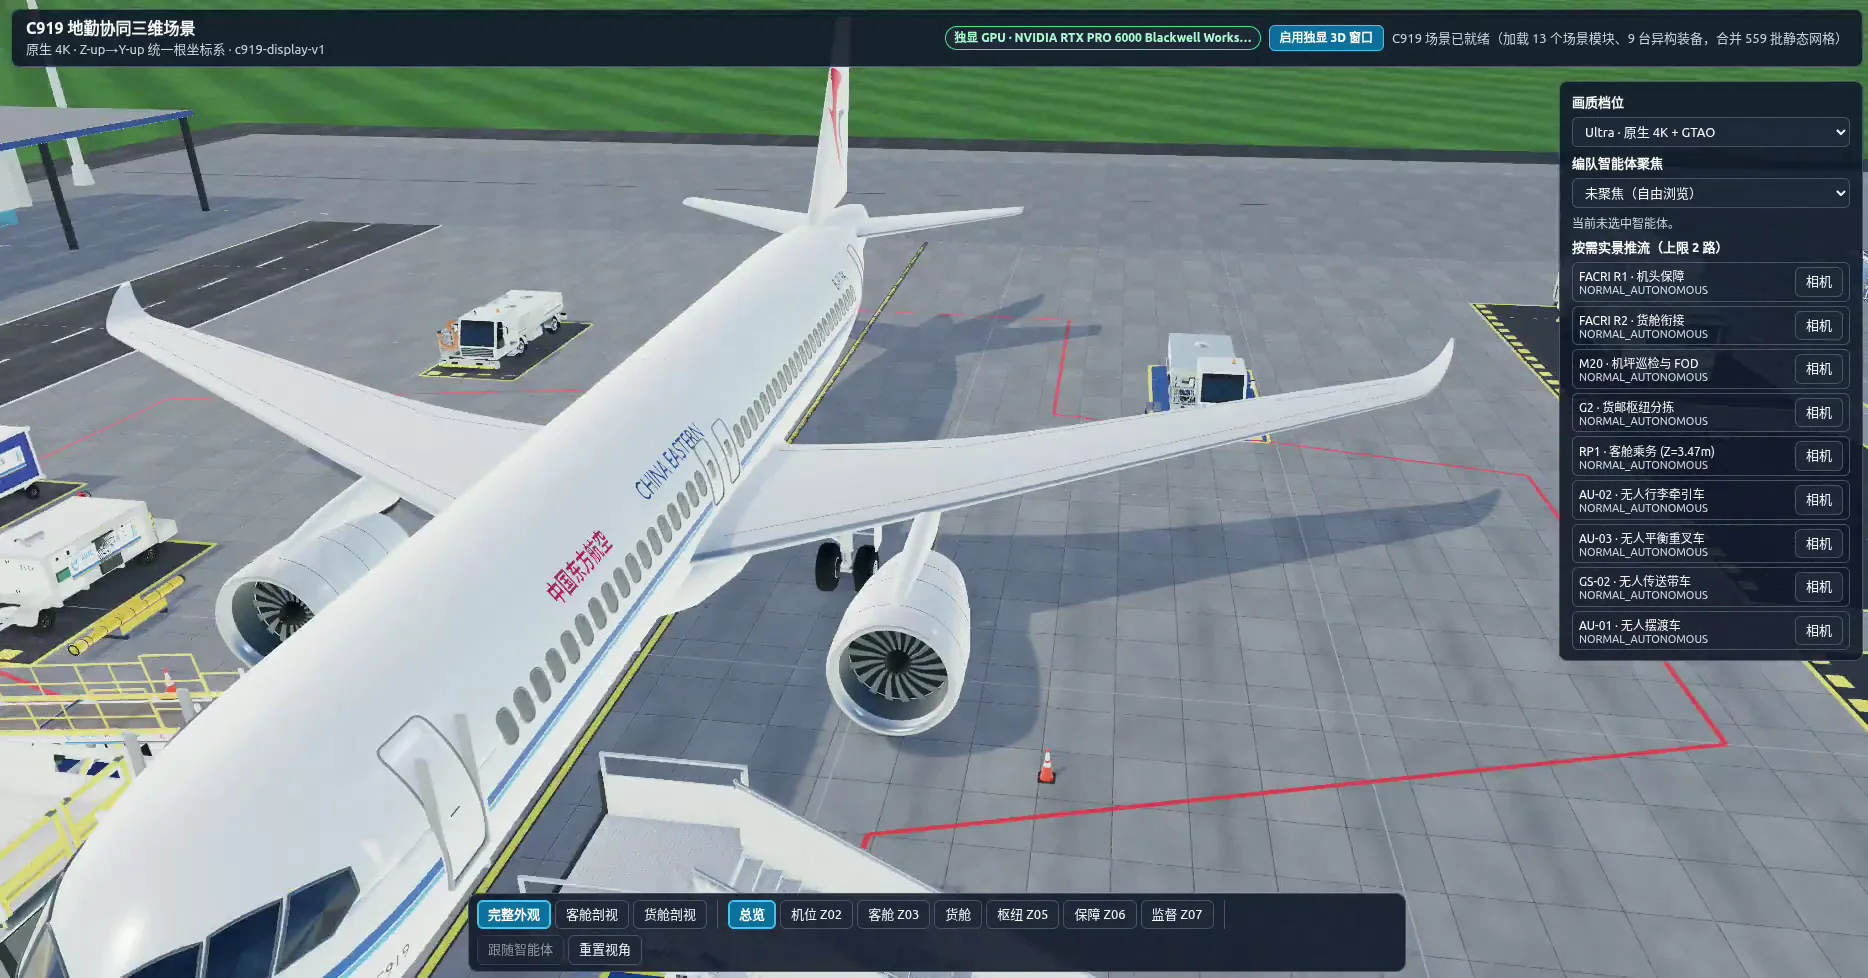 C919 地勤协同三维场景
原生 4K · Z-up→Y-up 统一根坐标系 · c919-display-v1
独显 GPU · NVIDIA RTX PRO 6000 Blackwell Works...
启用独显 3D 窗口
C919 场景已就绪（加载 13 个场景模块、9 台异构装备，合并 559 批静态网格）
画质档位
Ultra · 原生 4K + GTAO
编队智能体聚焦
未聚焦（自由浏览）
当前未选中智能体。
按需实景推流（上限 2 路）
FACRI R1 · 机头保障
NORMAL_AUTONOMOUS
相机
FACRI R2 · 货舱衔接
NORMAL_AUTONOMOUS
相机
M20 · 机坪巡检与 FOD
NORMAL_AUTONOMOUS
相机
G2 · 货邮枢纽分拣
NORMAL_AUTONOMOUS
相机
RP1 · 客舱乘务 (Z=3.47m)
NORMAL_AUTONOMOUS
相机
AU-02 · 无人行李牵引车
NORMAL_AUTONOMOUS
相机
AU-03 · 无人平衡重叉车
NORMAL_AUTONOMOUS
相机
GS-02 · 无人传送带车
NORMAL_AUTONOMOUS
相机
AU-01 · 无人摆渡车
NORMAL_AUTONOMOUS
相机
CHINA EASTERN
中国东方航空
C919
完整外观
客舱剖视
货舱剖视
总览
机位 Z02
客舱 Z03
货舱
枢纽 Z05
保障 Z06
监督 Z07
跟随智能体
重置视角